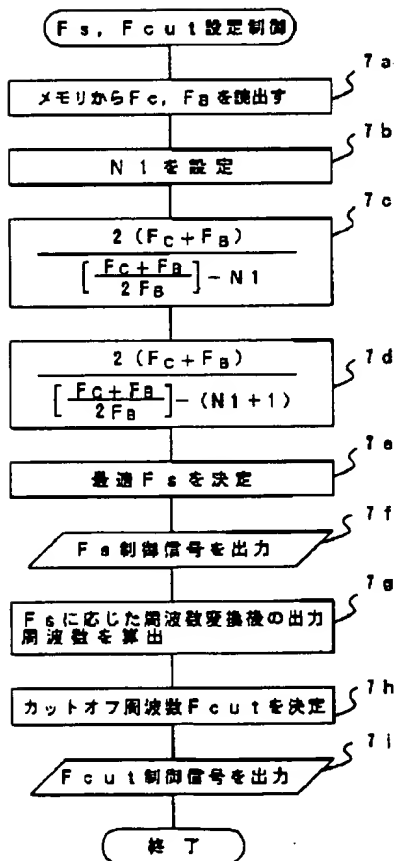 Fs, Fcut設定制御
7a
メモリからFc, FBを読出す
7b
N1を設定
7c
2 (FC+FB)
[FC+FB
2FB] -N1
7d
2 (FC+FB)
[FC+FB
2FB] -(N1+1)
7e
最適Fsを決定
7f
Fs制御信号を出力
7g
Fsに応じた周波数変換後の出力
周波数を算出
7h
カットオフ周波数Fcutを決定
7i
Fcut制御信号を出力
終了